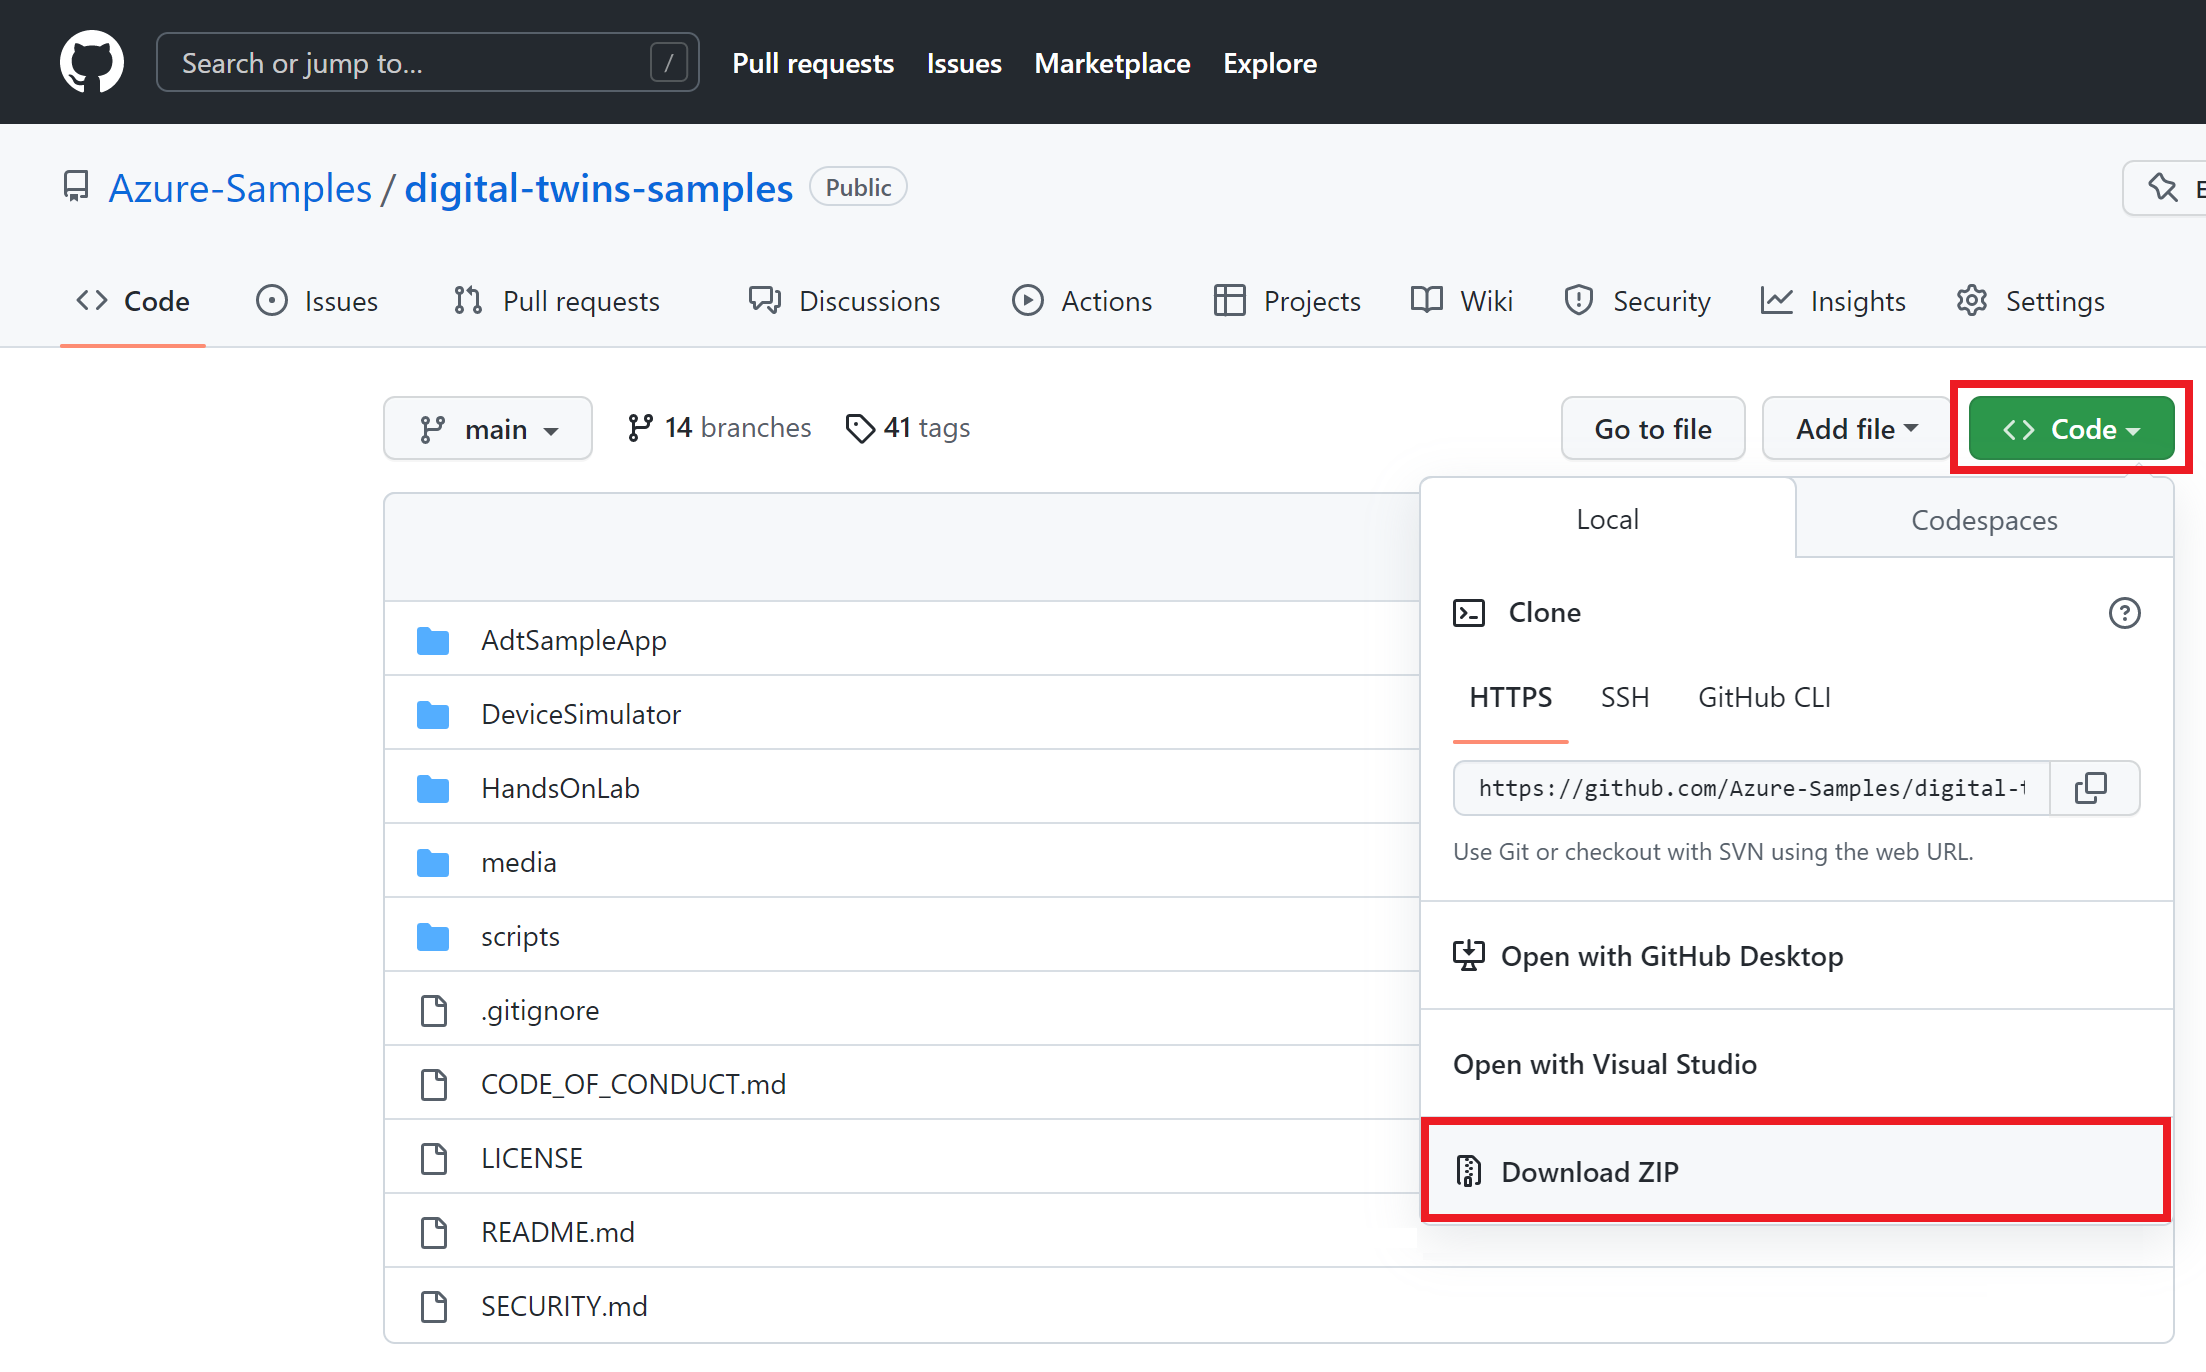 Search or jump to... / Pull requests Issues Marketplace Explore
Azure-Samples / digital-twins-samples Public
Code Issues Pull requests Discussions Actions Projects Wiki Security Insights Settings
main 14 branches 41 tags Go to file Add file Code
Local Codespaces
Clone
HTTPS SSH GitHub CLI
https://github.com/Azure-Samples/digital-t
Use Git or checkout with SVN using the web URL.
Open with GitHub Desktop
Open with Visual Studio
Download ZIP
AdtSampleApp
DeviceSimulator
HandsOnLab
media
scripts
.gitignore
CODE_OF_CONDUCT.md
LICENSE
README.md
SECURITY.md